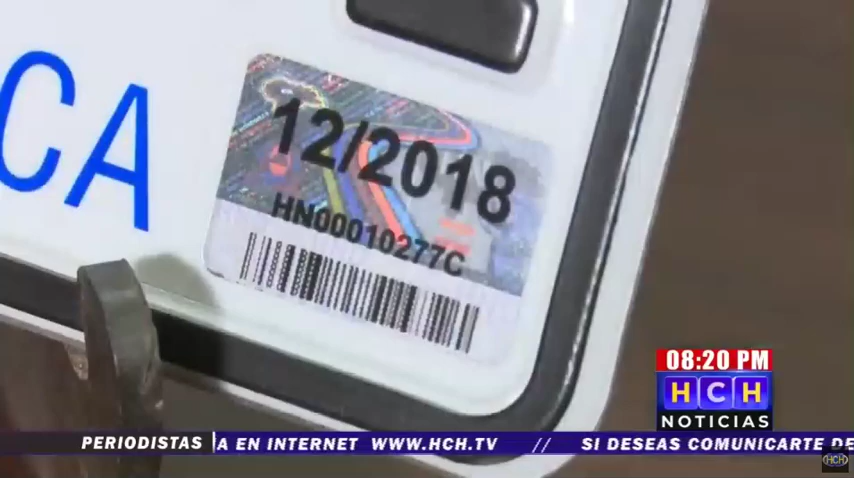 CA
12/2018
HN00010277C
08:20 PM
HCH
NOTICIAS
PERIODISTAS
A EN INTERNET WWW.HCH.TV // SI DESEAS COMUNICARTE DE
HCH